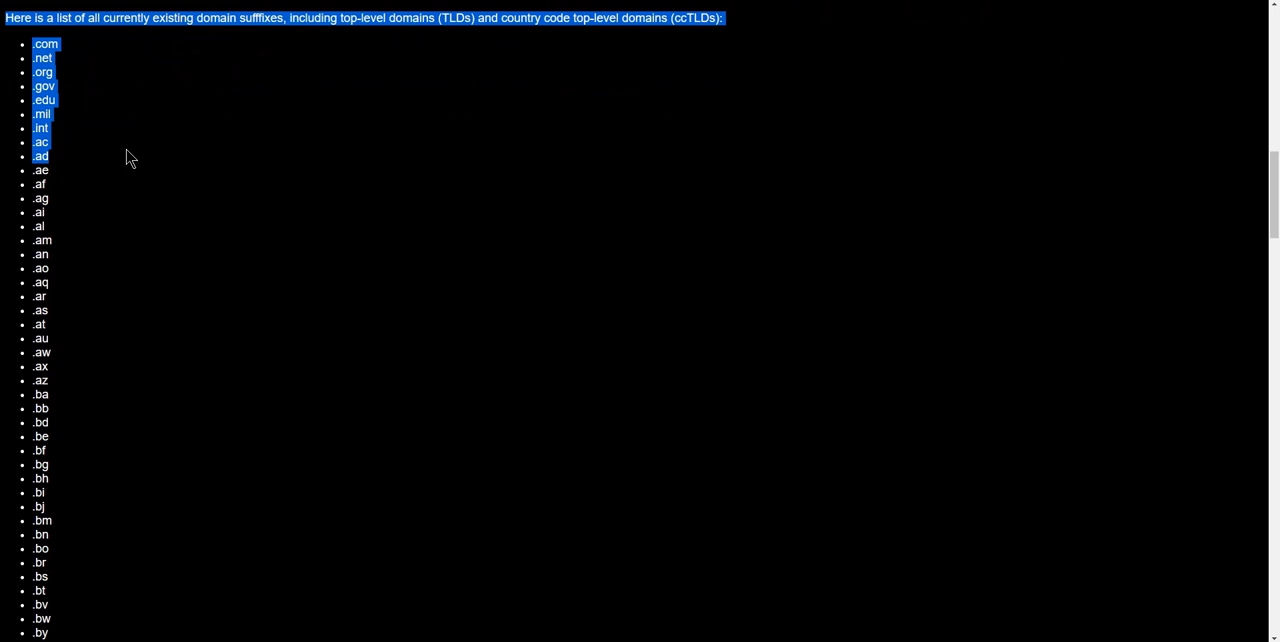 Here is a list of all currently existing domain sufffixes, including top-level domains (TLDs) and country code top-level domains (ccTLDs):
.com
.net
.org
.gov
.edu
.mil
.int
.ac
.ad
.ae
.af
.ag
.ai
.al
.am
.an
.ao
.aq
.ar
.as
.at
.au
.aw
.ax
.az
.ba
.bb
.bd
.be
.bf
.bg
.bh
.bi
.bj
.bm
.bn
.bo
.br
.bs
.bt
.bv
.bw
.by